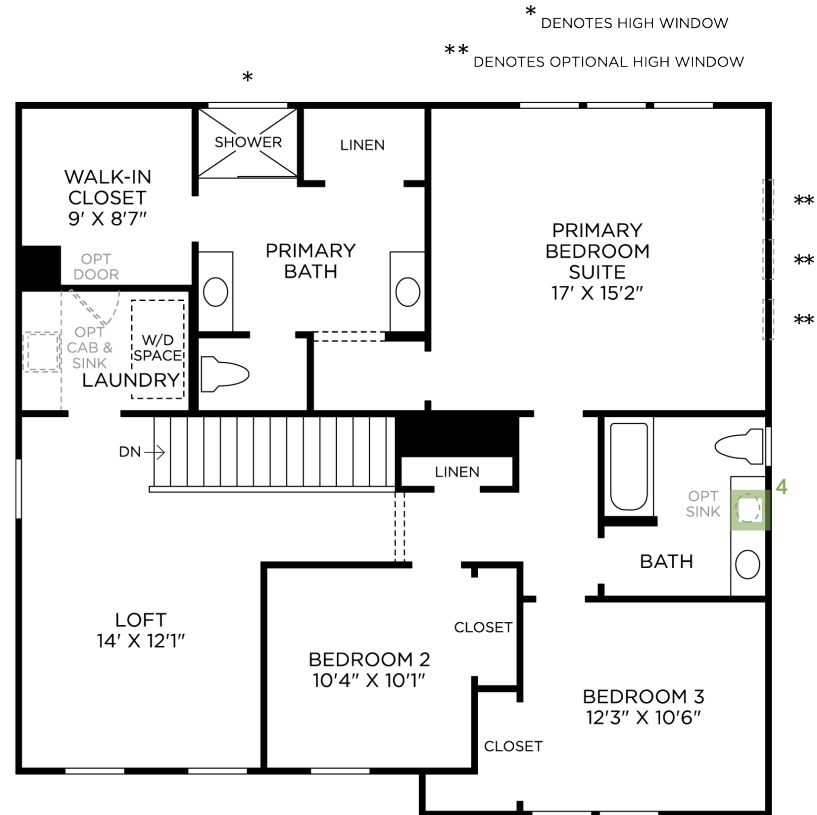 * DENOTES HIGH WINDOW
** DENOTES OPTIONAL HIGH WINDOW
*
SHOWER
LINEN
WALK-IN
CLOSET
9' X 8'7"
OPT
DOOR
PRIMARY
BATH
PRIMARY
BEDROOM
SUITE
17' X 15'2"
**
**
**
OPT
CAB &
SINK
W/D
SPACE
LAUNDRY
DN
LINEN
OPT
SINK
4
BATH
LOFT
14' X 12'1"
CLOSET
BEDROOM 2
10'4" X 10'1"
BEDROOM 3
12'3" X 10'6"
CLOSET